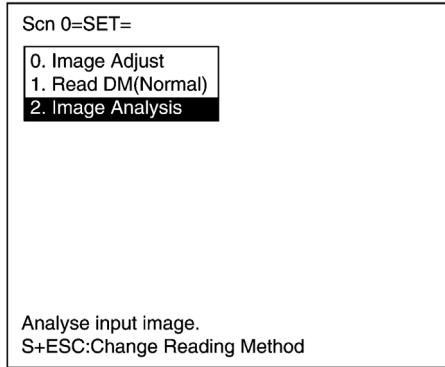 Scn 0=SET=
0. Image Adjust
1. Read DM(Normal)
2. Image Analysis
Analyse input image.
S+ESC:Change Reading Method